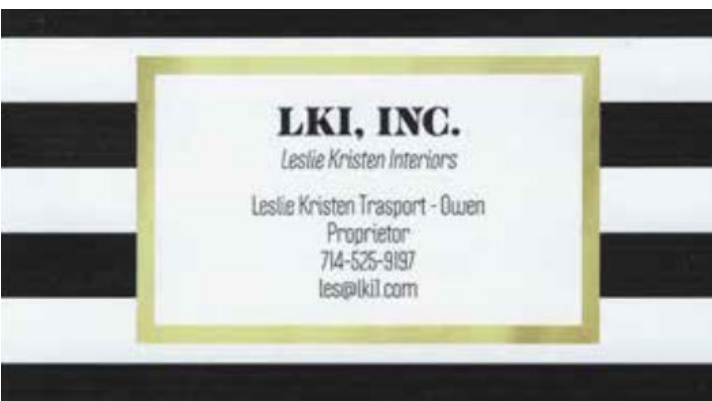 LKI, INC.
Leslie Kristen Interiors
Leslie Kristen Trasport - Owen
Proprietor
714-525-9197
les@lki1.com